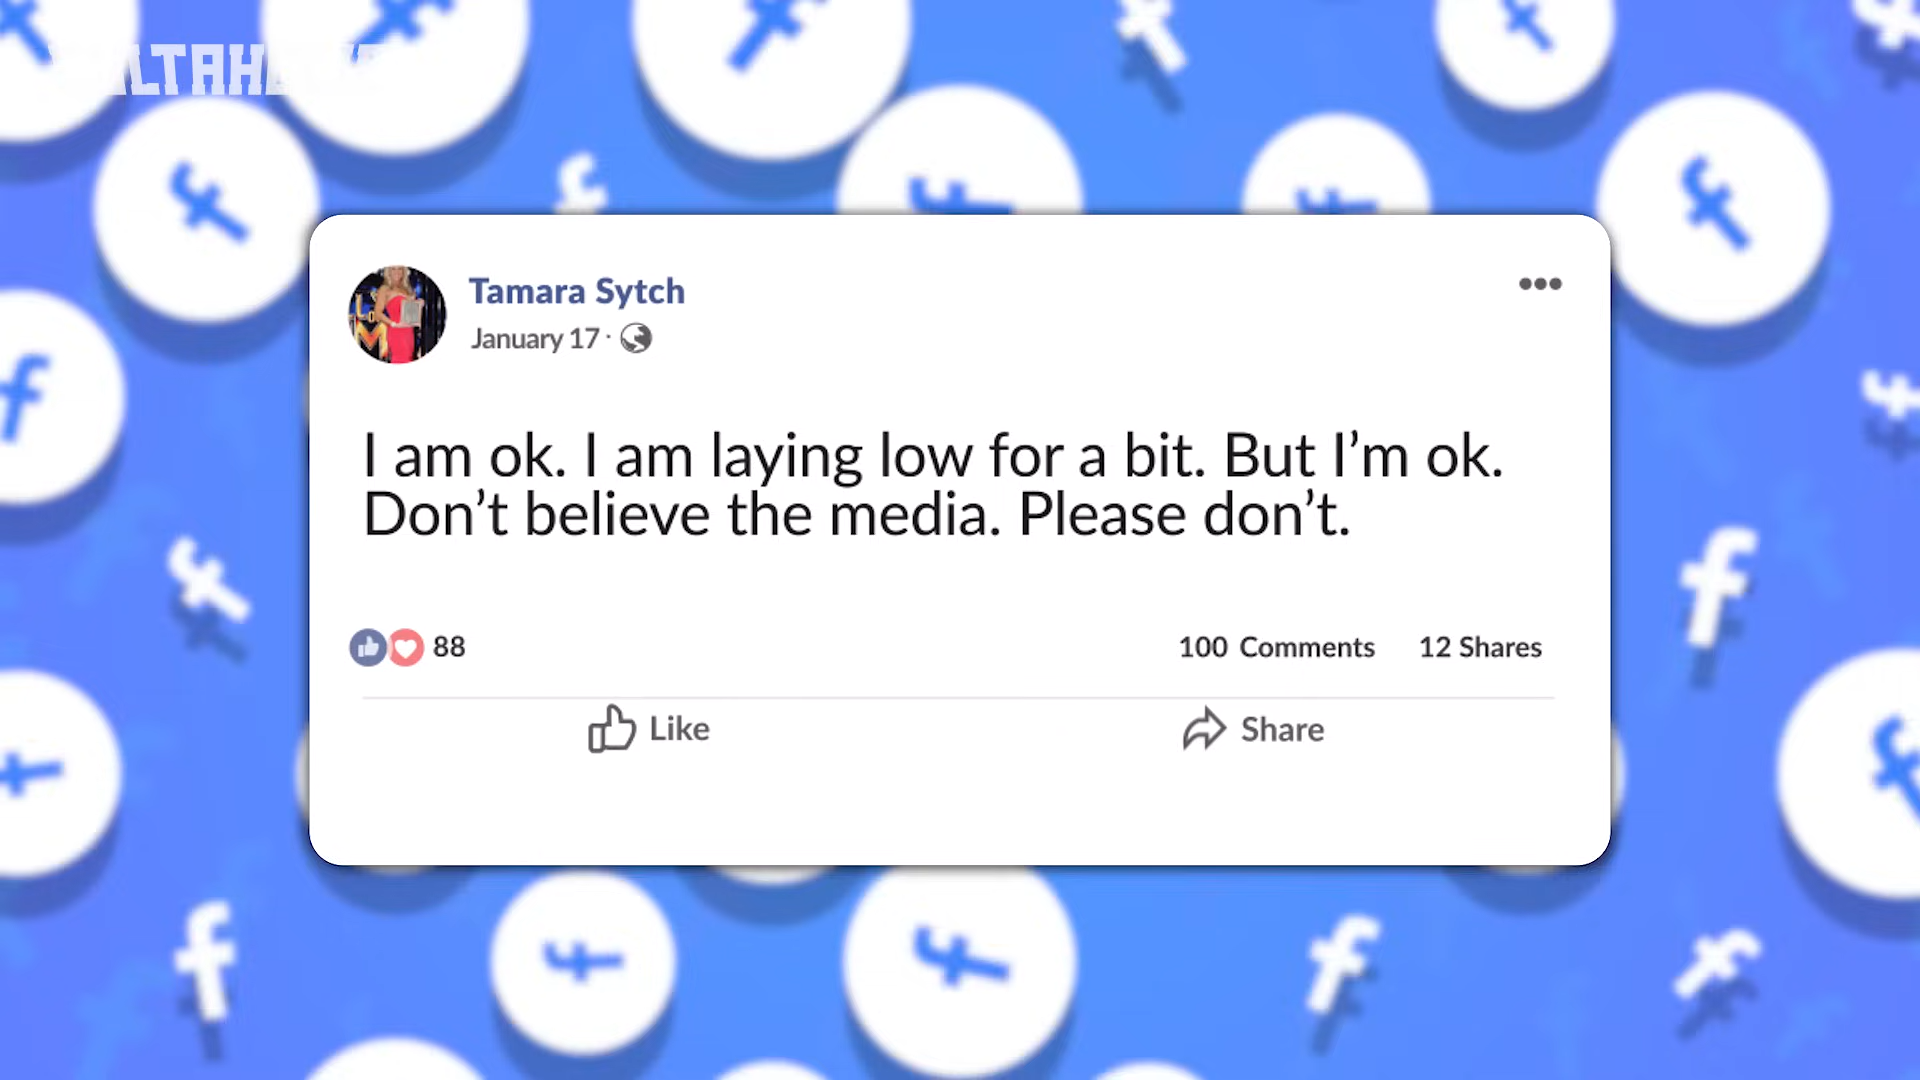 Tamara Sytch
January 17 ·
I am ok. I am laying low for a bit. But I’m ok.
Don’t believe the media. Please don’t.
88
100 Comments
12 Shares
Like
Share